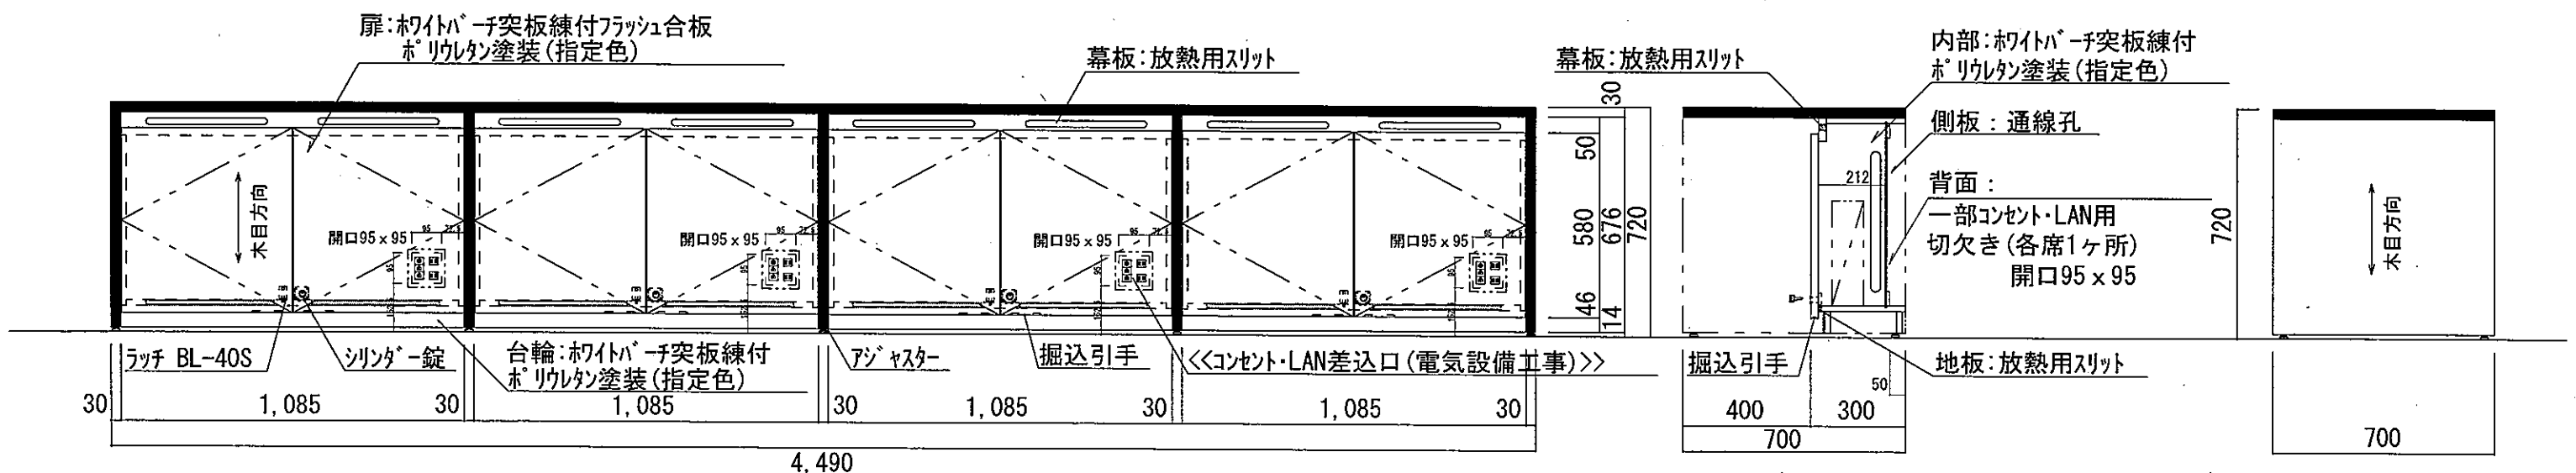 扉:ホワイトバーチ突板練付フラッシュ合板
ポリウレタン塗装(指定色)
幕板:放熱用スリット
幕板:放熱用スリット
内部:ホワイトバーチ突板練付
ポリウレタン塗装(指定色)
側板:通線孔
背面:
一部コンセント・LAN用
切欠き(各席1ヶ所)
開口95x95
木目方向
開口95x95
95
95
開口95x95
95
95
開口95x95
95
95
開口95x95
95
95
30
50
580
676
720
46
14
212
720
木目方向
ラッチ BL-40S
シリンダー錠
台輪:ホワイトバーチ突板練付
ポリウレタン塗装(指定色)
アジャスター
掘込引手
<<コンセント・LAN差込口(電気設備工事)>>
掘込引手
地板:放熱用スリット
50
30
1,085
30
1,085
30
1,085
30
1,085
30
400
300
700
700
4,490